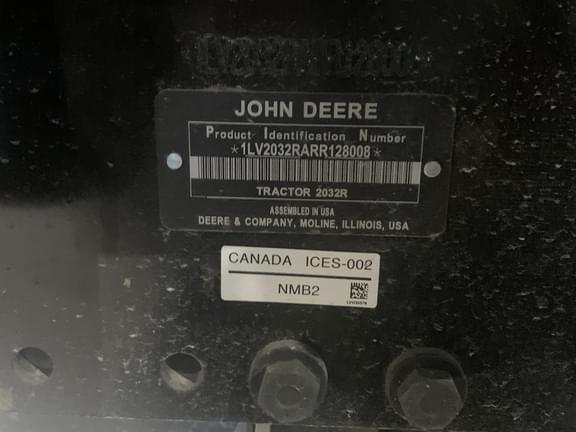 JOHN DEERE
Product Identification Number
*1LV2032RARR128008*
TRACTOR 2032R
ASSEMBLED IN USA
DEERE & COMPANY, MOLINE, ILLINOIS, USA
CANADA ICES-002
NMB2